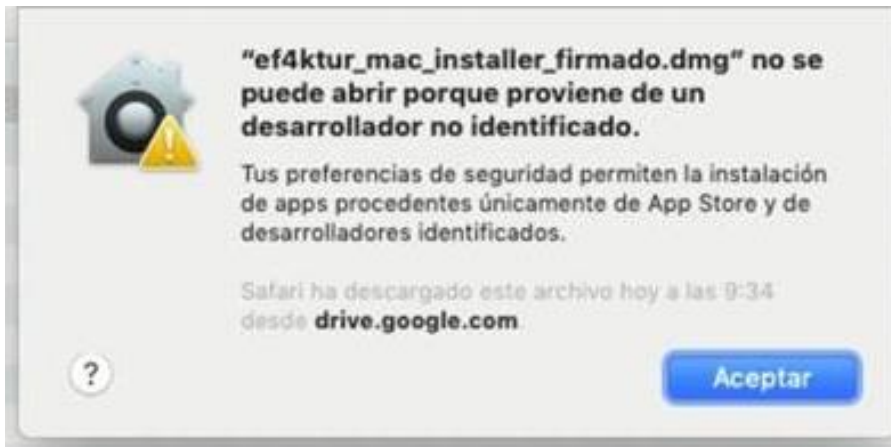 “ef4ktur_mac_installer_firmado.dmg” no se
puede abrir porque proviene de un
desarrollador no identificado.
Tus preferencias de seguridad permiten la instalación
de apps procedentes únicamente de App Store y de
desarrolladores identificados.
Safari ha descargado este archivo hoy a las 9:34
desde drive.google.com
?
Aceptar